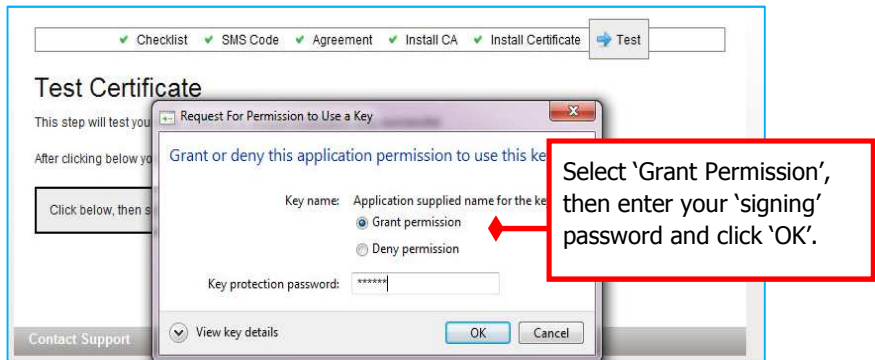 Checklist SMS Code Agreement Install CA Install Certificate Test
Test Certificate
This step will test you
Request For Permission to Use a Key
After clicking below yo
Grant or deny this application permission to use this ke
Click below, then s
Key name: Application supplied name for the ke
Grant permission
Deny permission
Key protection password: ******
View key details OK Cancel
Contact Support
Select ‘Grant Permission’,
then enter your ‘signing’
password and click ‘OK’.